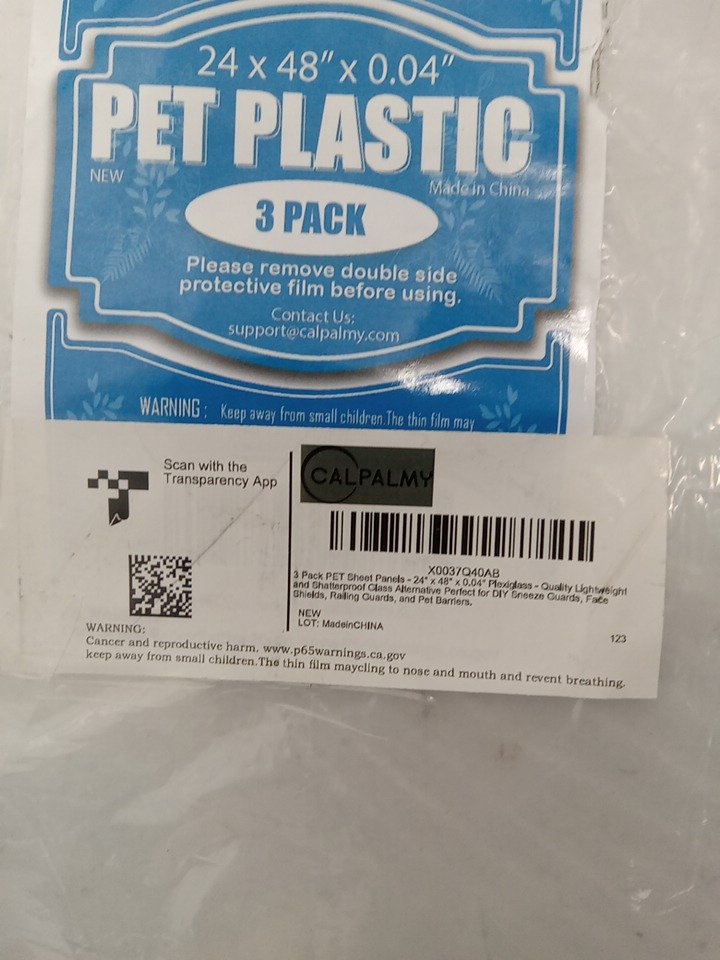 24 x 48" x 0.04"
PET PLASTIC
NEW
Made in China
3 PACK
Please remove double side
protective film before using.
Contact Us:
support@calpalmy.com
WARNING : Keep away from small children.The thin film may
Scan with the
Transparency App
CALPALMY
X0037Q40AB
3 Pack PET Sheet Panels - 24" x 48" x 0.04" Plexiglass - Quality Lightweight
and Shatterproof Glass Alternative Perfect for DIY Sneeze Guards, Face
Shields, Railing Guards, and Pet Barriers.
NEW
LOT: MadeinCHINA
123
WARNING:
Cancer and reproductive harm. www.p65warnings.ca.gov
keep away from small children.The thin film maycling to nose and mouth and revent breathing.